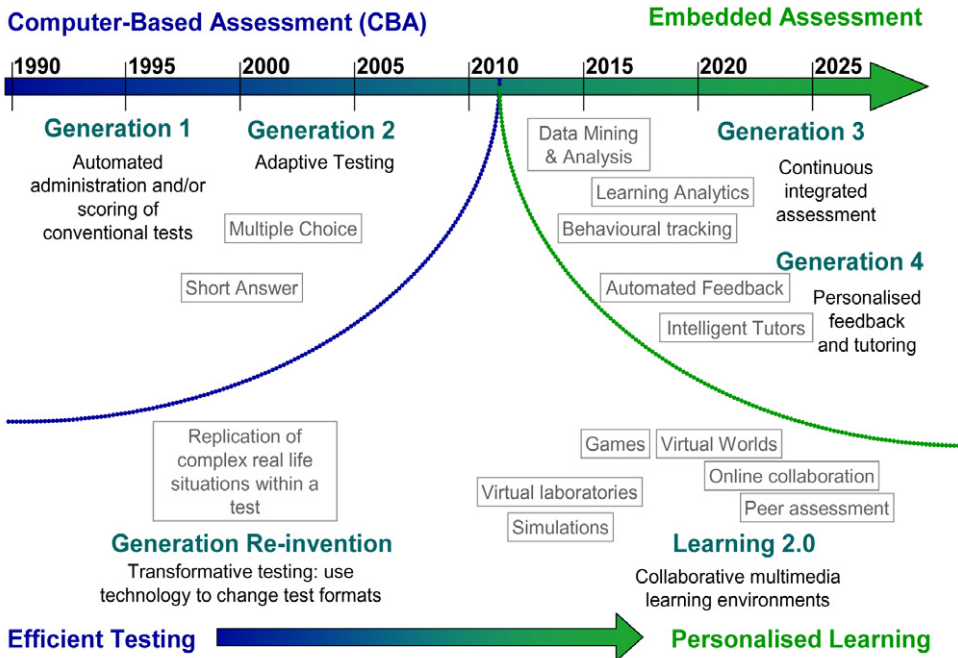 Computer-Based Assessment (CBA)
Embedded Assessment
1990
1995
2000
2005
2010
2015
2020
2025
Generation 1
Automated
administration and/or
scoring of
conventional tests
Generation 2
Adaptive Testing
Multiple Choice
Short Answer
Data Mining
& Analysis
Learning Analytics
Behavioural tracking
Generation 3
Continuous
integrated
assessment
Automated Feedback
Intelligent Tutors
Generation 4
Personalised
feedback
and tutoring
Replication of
complex real life
situations within a
test
Generation Re-invention
Transformative testing: use
technology to change test formats
Games
Virtual Worlds
Online collaboration
Virtual laboratories
Peer assessment
Simulations
Learning 2.0
Collaborative multimedia
learning environments
Efficient Testing
Personalised Learning